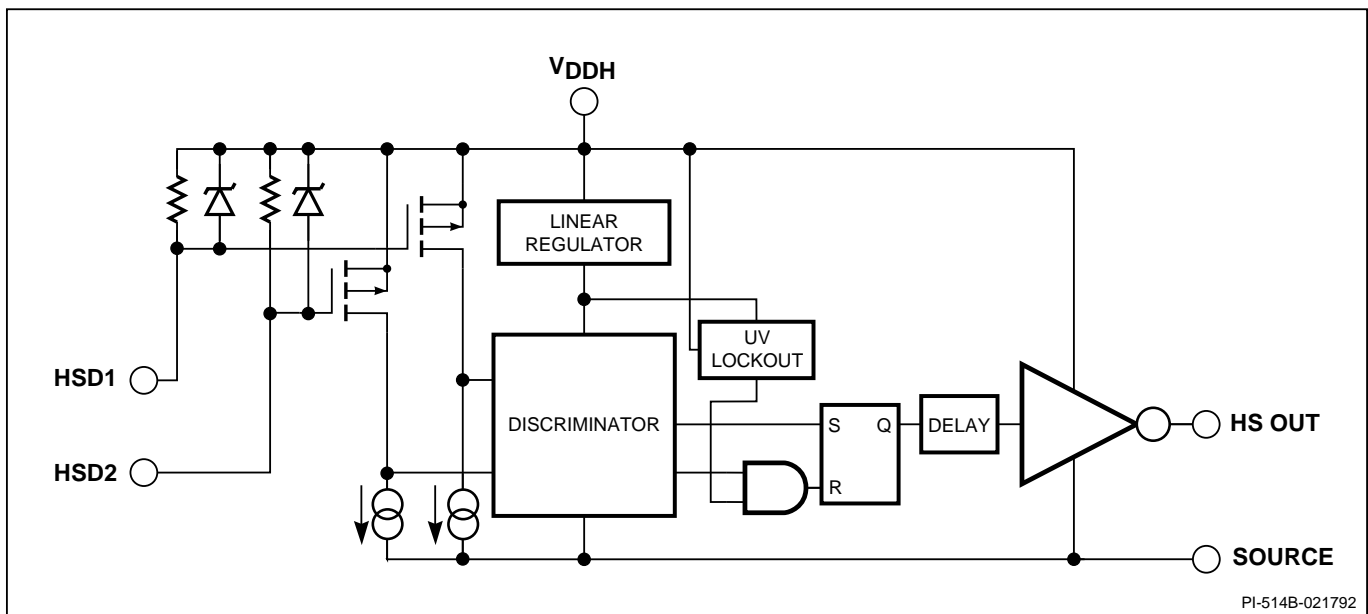 VDDH
LINEAR
REGULATOR
UV
LOCKOUT
HSD1
HSD2
DISCRIMINATOR
S Q
R
DELAY
HS OUT
SOURCE
PI-514B-021792